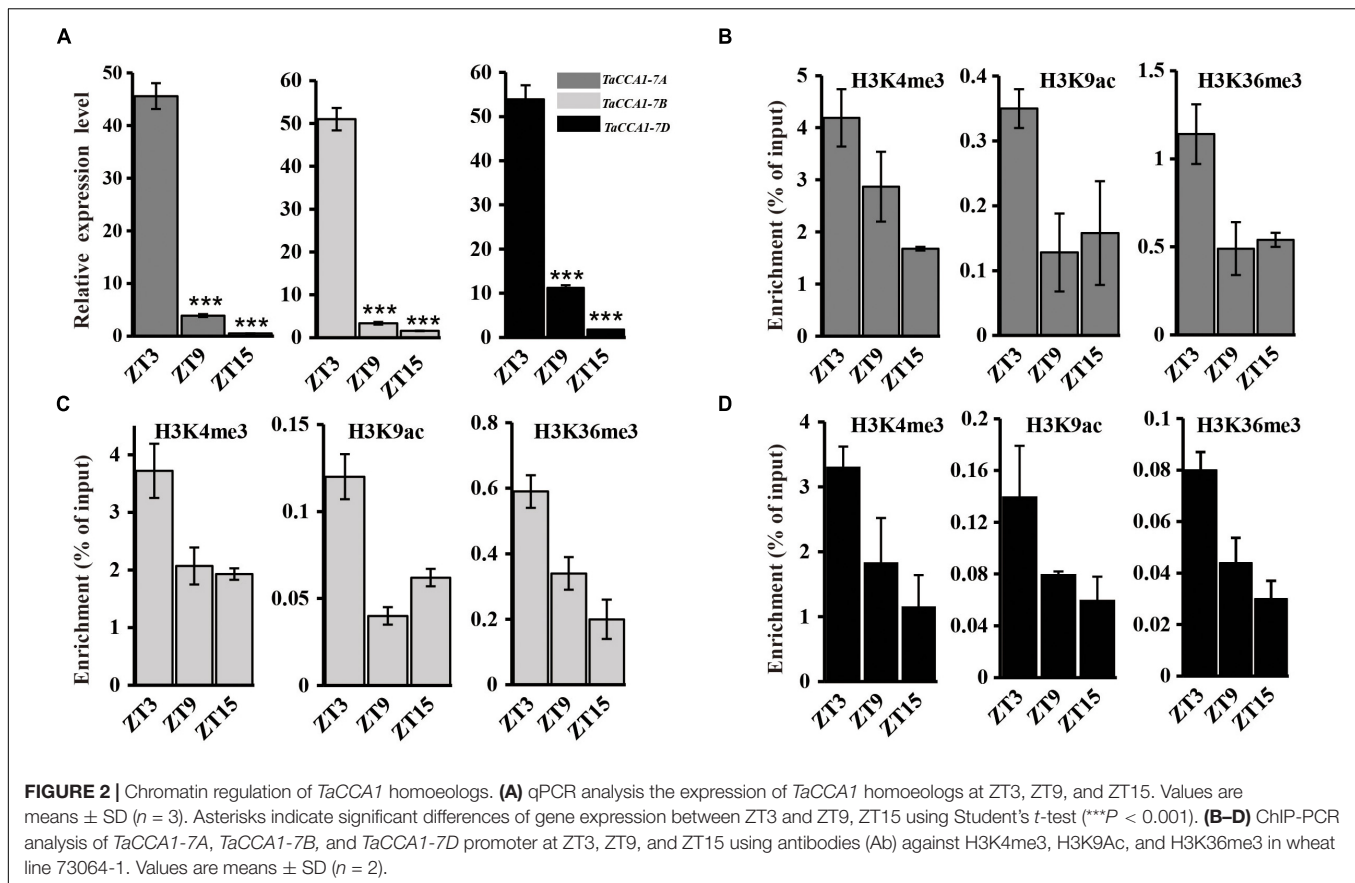 A
Relative expression level
50
40
30
20
10
0
***
***
ZT3
ZT9
ZT15
60
50
40
30
20
10
0
***
***
ZT3
ZT9
ZT15
60
50
40
30
20
10
0
TaCCA1-7A
TaCCA1-7B
TaCCA1-7D
***
***
ZT3
ZT9
ZT15
B
Enrichment (% of input)
H3K4me3
5
4
3
2
1
0
ZT3
ZT9
ZT15
H3K9ac
0.4
0.3
0.2
0.1
0
ZT3
ZT9
ZT15
H3K36me3
1.5
1
0.5
0
ZT3
ZT9
ZT15
C
Enrichment (% of input)
H3K4me3
4
3
2
1
0
ZT3
ZT9
ZT15
H3K9ac
0.15
0.1
0.05
0
ZT3
ZT9
ZT15
H3K36me3
0.8
0.6
0.4
0.2
0
ZT3
ZT9
ZT15
D
Enrichment (% of input)
H3K4me3
4
3
2
1
0
ZT3
ZT9
ZT15
H3K9ac
0.2
0.16
0.12
0.08
0.04
0
ZT3
ZT9
ZT15
H3K36me3
0.1
0.08
0.06
0.04
0.02
0
ZT3
ZT9
ZT15
FIGURE 2 | Chromatin regulation of TaCCA1 homoeologs. (A) qPCR analysis the expression of TaCCA1 homoeologs at ZT3, ZT9, and ZT15. Values are
means ± SD (n = 3). Asterisks indicate significant differences of gene expression between ZT3 and ZT9, ZT15 using Student's t-test (***P < 0.001). (B–D) ChIP-PCR
analysis of TaCCA1-7A, TaCCA1-7B, and TaCCA1-7D promoter at ZT3, ZT9, and ZT15 using antibodies (Ab) against H3K4me3, H3K9Ac, and H3K36me3 in wheat
line 73064-1. Values are means ± SD (n = 2).